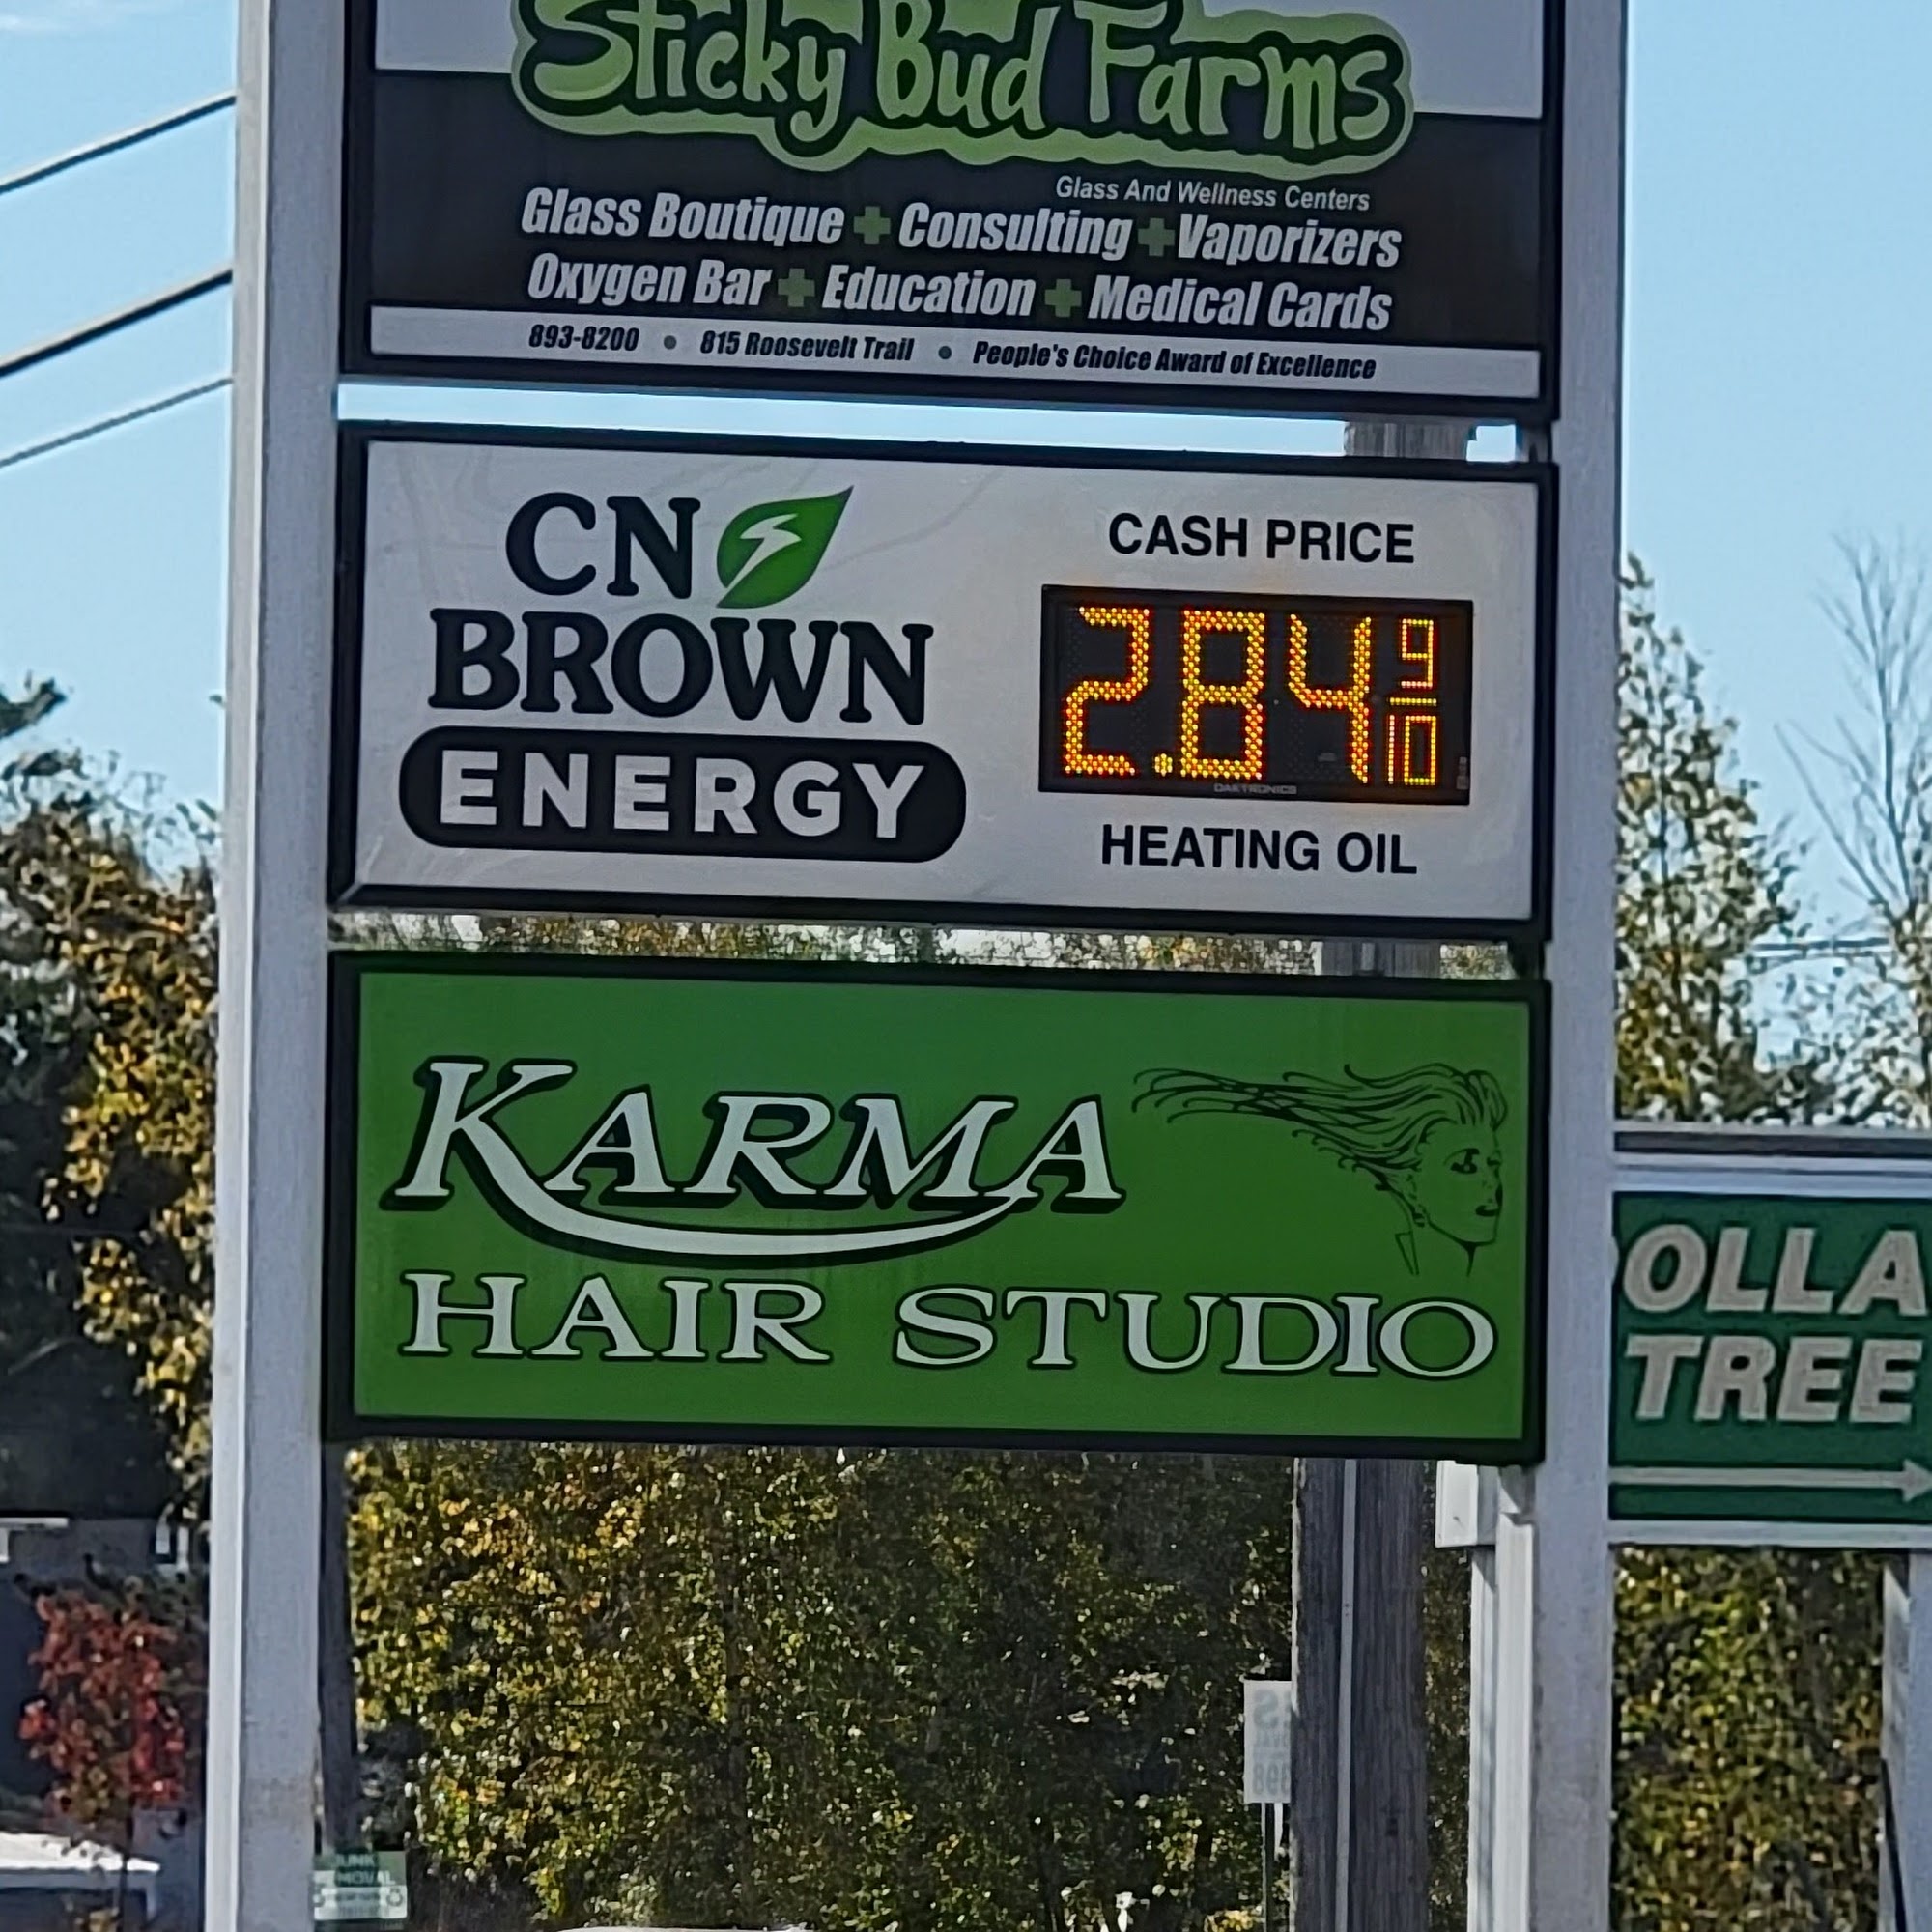 Sticky Bud Farms
Glass And Wellness Centers
Glass Boutique + Consulting + Vaporizers
Oxygen Bar + Education + Medical Cards
893-8200 • 815 Roosevelt Trail • People's Choice Award of Excellence
CN
BROWN
ENERGY
CASH PRICE
2.84 9/10
DAKTRONICS
HEATING OIL
KARMA
HAIR STUDIO
OLLA
TREE